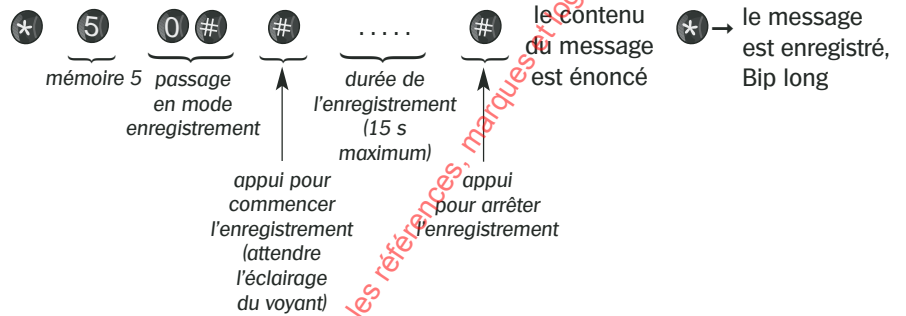 * 5 0 # # ..... # le contenu du message est énoncé * → le message est enregistré, Bip long
mémoire 5
passage
en mode
enregistrement
durée de
l'enregistrement
(15 s
maximum)
appui pour
commencer
l'enregistrement
(attendre
l'éclairage
du voyant)
appui
pour arrêter
l'enregistrement
les références, marques et log